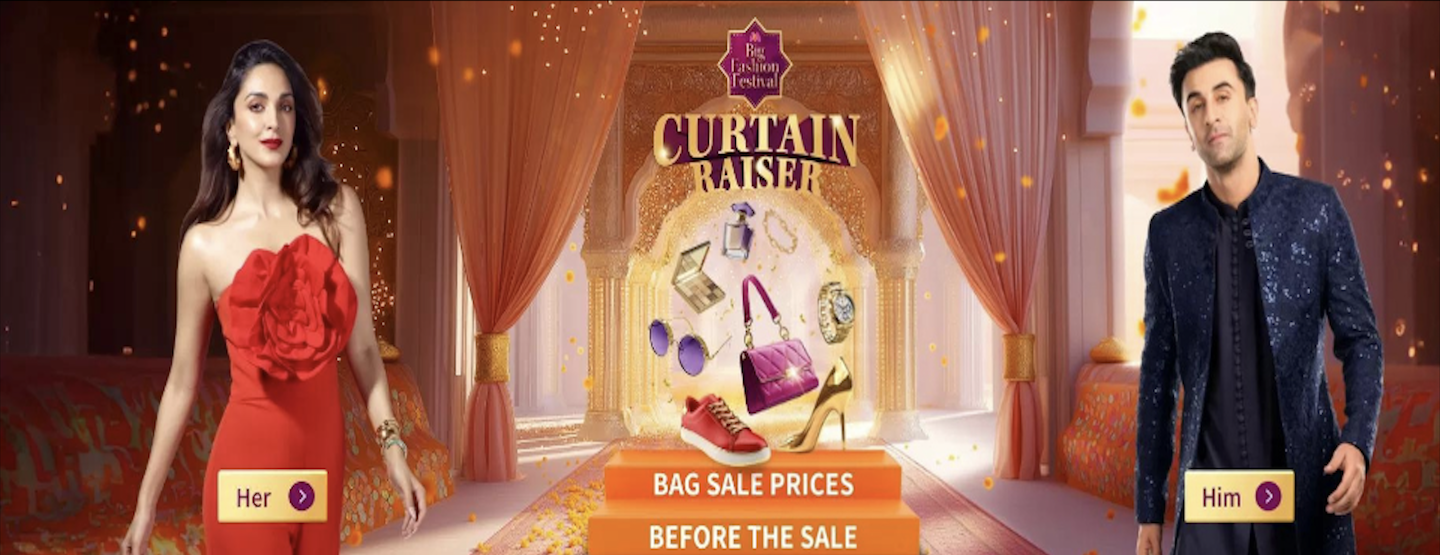 Big
Fashion
Festival
CURTAIN
RAISER
BAG SALE PRICES
BEFORE THE SALE
Her
Him